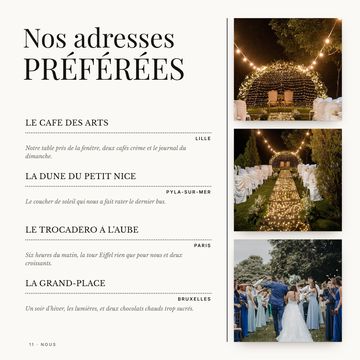 Nos adresses
PRÉFÉRÉES
LE CAFE DES ARTS
LILLE
Notre table près de la fenêtre, deux cafés crème et le journal du
dimanche.
LA DUNE DU PETIT NICE
PYLA-SUR-MER
Le coucher de soleil qui nous a fait rater le dernier bus.
LE TROCADERO A L'AUBE
PARIS
Six heures du matin, la tour Eiffel rien que pour nous et deux
croissants.
LA GRAND-PLACE
BRUXELLES
Un soir d'hiver, les lumières, et deux chocolats chauds trop sucrés.
11 - NOUS